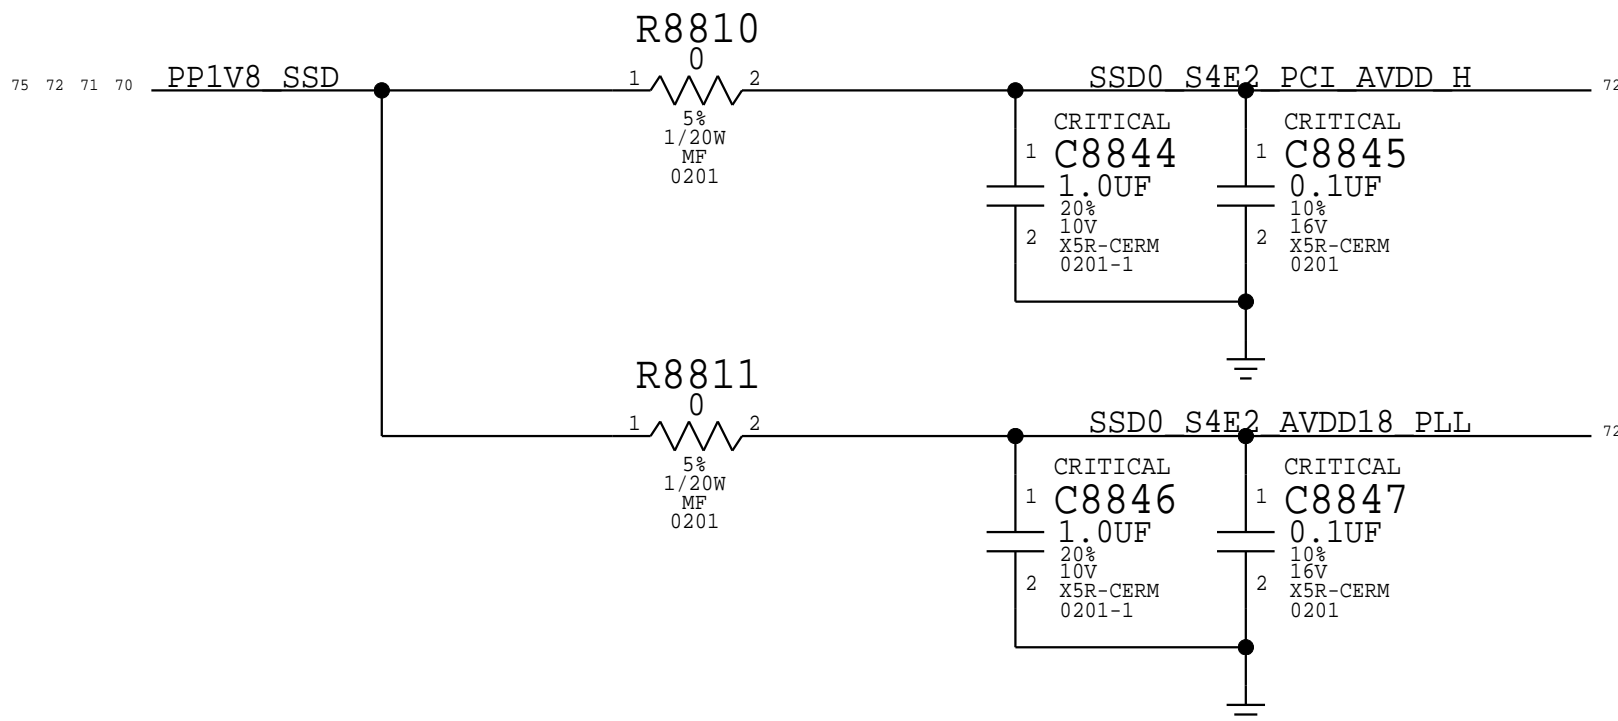 R8810
0
75 72 71 70 PP1V8_SSD 1 2 SSD0_S4E2_PCI_AVDD_H 72
5%
1/20W
MF
0201
CRITICAL
1 C8844
1.0UF
20%
10V
2 X5R-CERM
0201-1
CRITICAL
1 C8845
0.1UF
10%
16V
2 X5R-CERM
0201
R8811
0
1 2 SSD0_S4E2_AVDD18_PLL 72
5%
1/20W
MF
0201
CRITICAL
1 C8846
1.0UF
20%
10V
2 X5R-CERM
0201-1
CRITICAL
1 C8847
0.1UF
10%
16V
2 X5R-CERM
0201